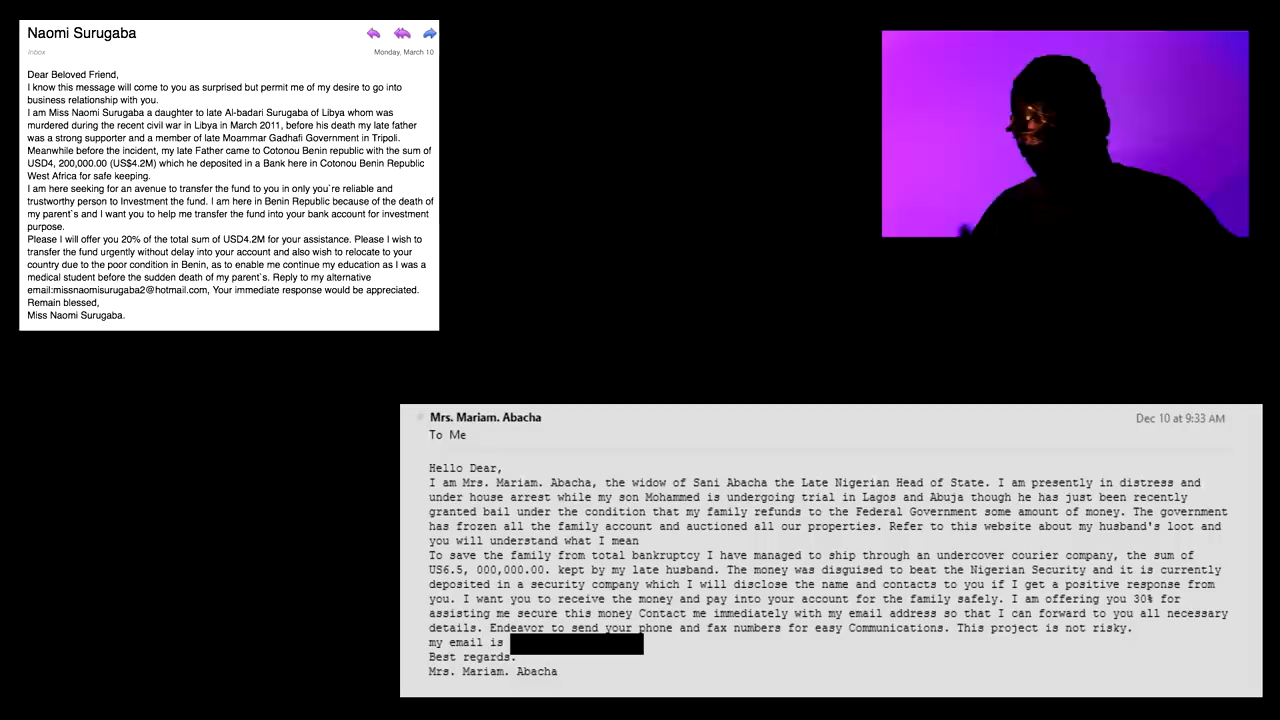 Naomi Surugaba
Inbox
Monday, March 10
Dear Beloved Friend,
I know this message will come to you as surprised but permit me of my desire to go into
business relationship with you.
I am Miss Naomi Surugaba a daughter to late Al-badari Surugaba of Libya whom was
murdered during the recent civil war in Libya in March 2011, before his death my late father
was a strong supporter and a member of late Moammar Gadhafi Government in Tripoli.
Meanwhile before the incident, my late Father came to Cotonou Benin republic with the sum of
USD4, 200,000.00 (US$4.2M) which he deposited in a Bank here in Cotonou Benin Republic
West Africa for safe keeping.
I am here seeking for an avenue to transfer the fund to you in only you`re reliable and
trustworthy person to Investment the fund. I am here in Benin Republic because of the death of
my parent`s and I want you to help me transfer the fund into your bank account for investment
purpose.
Please I will offer you 20% of the total sum of USD4.2M for your assistance. Please I wish to
transfer the fund urgently without delay into your account and also wish to relocate to your
country due to the poor condition in Benin, as to enable me continue my education as I was a
medical student before the sudden death of my parent`s. Reply to my alternative
email:missnaomisurugaba2@hotmail.com, Your immediate response would be appreciated.
Remain blessed,
Miss Naomi Surugaba.
Mrs. Mariam. Abacha
Dec 10 at 9:33 AM
To Me
Hello Dear,
I am Mrs. Mariam. Abacha, the widow of Sani Abacha the Late Nigerian Head of State. I am presently in distress and
under house arrest while my son Mohammed is undergoing trial in Lagos and Abuja though he has just been recently
granted bail under the condition that my family refunds to the Federal Government some amount of money. The government
has frozen all the family account and auctioned all our properties. Refer to this website about my husband's loot and
you will understand what I mean
To save the family from total bankruptcy I have managed to ship through an undercover courier company, the sum of
US6.5, 000,000.00. kept by my late husband. The money was disguised to beat the Nigerian Security and it is currently
deposited in a security company which I will disclose the name and contacts to you if I get a positive response from
you. I want you to receive the money and pay into your account for the family safely. I am offering you 30% for
assisting me secure this money Contact me immediately with my email address so that I can forward to you all necessary
details. Endeavor to send your phone and fax numbers for easy Communications. This project is not risky.
my email is
Best regards.
Mrs. Mariam. Abacha